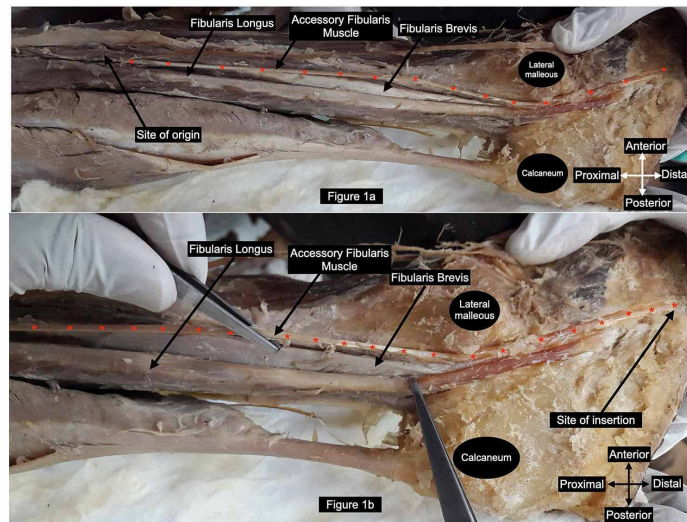 Fibularis Longus
Accessory Fibularis
Muscle
Fibularis Brevis
Lateral
malleous
Site of origin
Calcaneum
Anterior
Proximal
Distal
Posterior
Figure 1a
Fibularis Longus
Accessory Fibularis
Muscle
Fibularis Brevis
Lateral
malleous
Site of insertion
Calcaneum
Anterior
Proximal
Distal
Posterior
Figure 1b